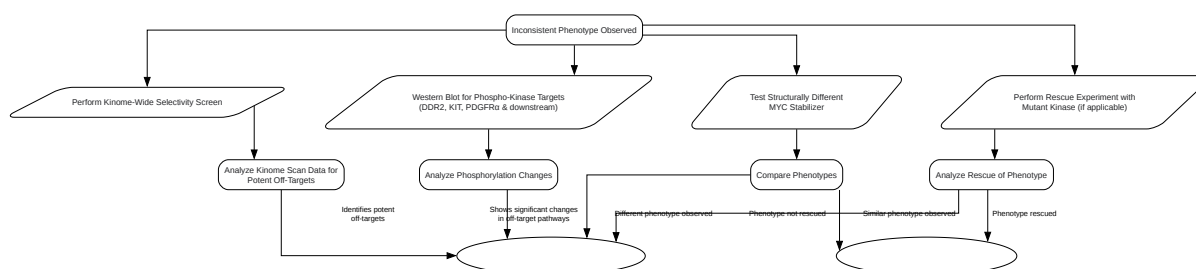 Inconsistent Phenotype Observed
Perform Kinome-Wide Selectivity Screen
Western Blot for Phospho-Kinase Targets
(DDR2, KIT, PDGFRα & downstream)
Test Structurally Different
MYC Stabilizer
Perform Rescue Experiment with
Mutant Kinase (if applicable)
Analyze Kinome Scan Data for
Potent Off-Targets
Analyze Phosphorylation Changes
Compare Phenotypes
Analyze Rescue of Phenotype
Identifies potent
off-targets
Shows significant changes
in off-target pathways
Different phenotype observed
Phenotype not rescued
Similar phenotype observed
Phenotype rescued